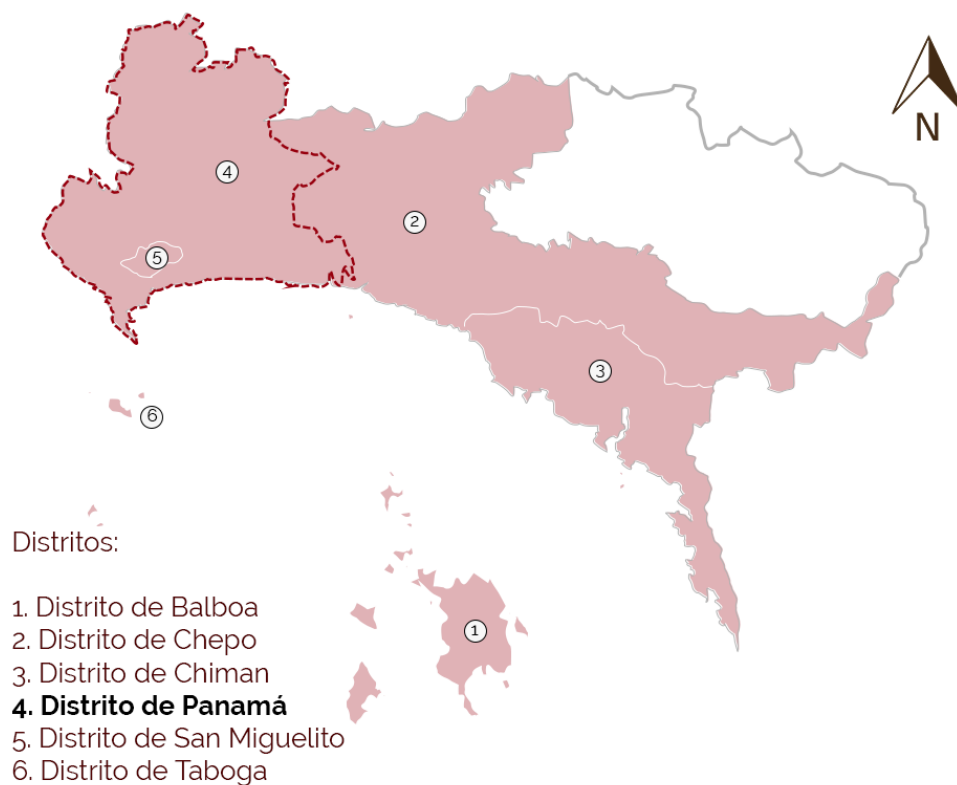 N
4
2
5
3
6
1
Distritos:
1. Distrito de Balboa
2. Distrito de Chepo
3. Distrito de Chiman
4. Distrito de Panamá
5. Distrito de San Miguelito
6. Distrito de Taboga